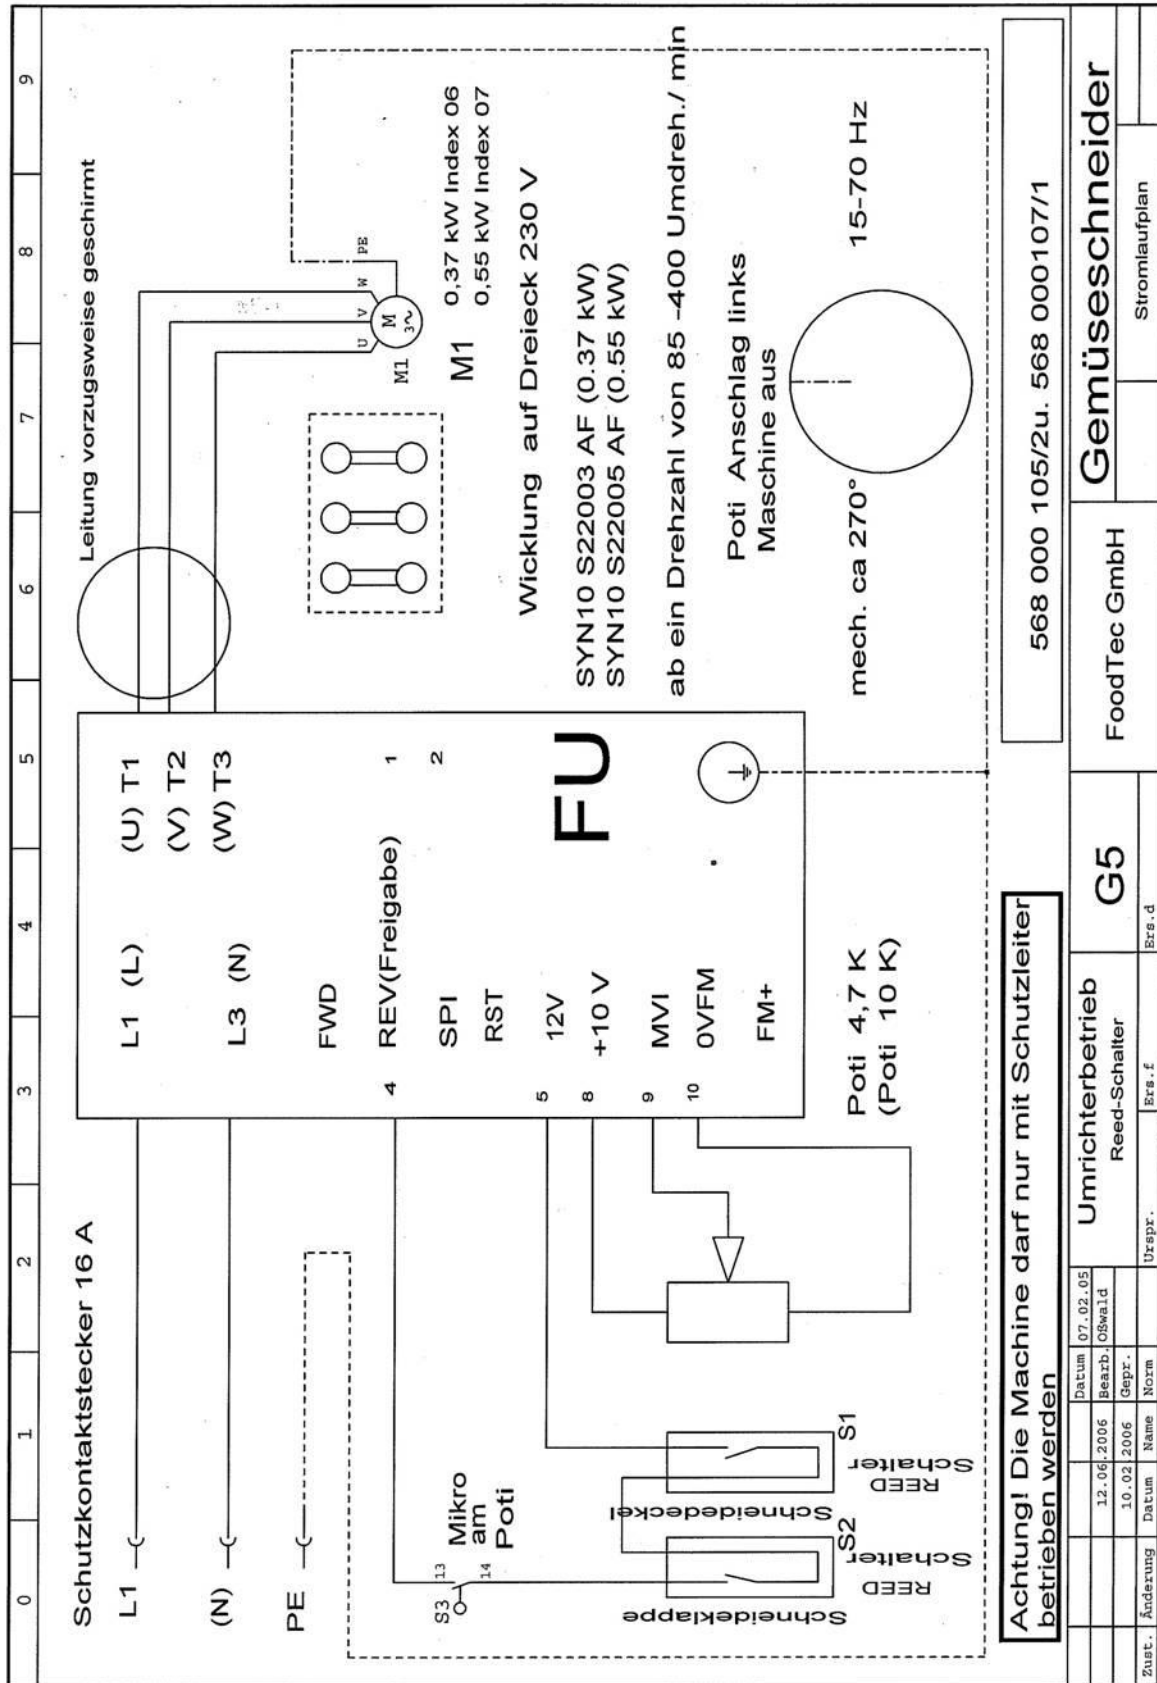 0 1 2 3 4 5 6 7 8 9
Schutzkontaktstecker 16 A
Leitung vorzugsweise geschirmt
L1
(N)
PE
L1 (L)
(U) T1
(V) T2
L3 (N)
(W) T3
FWD
4
REV(Freigabe)
1
SPI
2
RST
5
12V
8
+10 V
9
MVI
10
0VFM
FM+
FU
U
V
W
PE
M
3~
M1
M1
0,37 kW Index 06
0,55 kW Index 07
Wicklung auf Dreieck 230 V
SYN10 S22003 AF (0.37 kW)
SYN10 S22005 AF (0.55 kW)
ab ein Drehzahl von 85 -400 Umdreh./ min
Poti Anschlag links
Maschine aus
mech. ca 270°
15-70 Hz
S3
13
14
Mikro
am
Poti
Schneideklappe
REED
Schalter
S2
Schneidedeckel
REED
Schalter
S1
Poti 4,7 K
(Poti 10 K)
Achtung! Die Machine darf nur mit Schutzleiter
betrieben werden
568 000 105/2u. 568 000107/1
Datum 07.02.05
12.06.2006 Bearb. Oßwald
10.02.2006 Gepr.
Zust. Änderung Datum Name Norm
Umrichterbetrieb
Reed-Schalter
Urspr. Ers.f Ers.d
G5
FoodTec GmbH
Gemüseschneider
Stromlaufplan